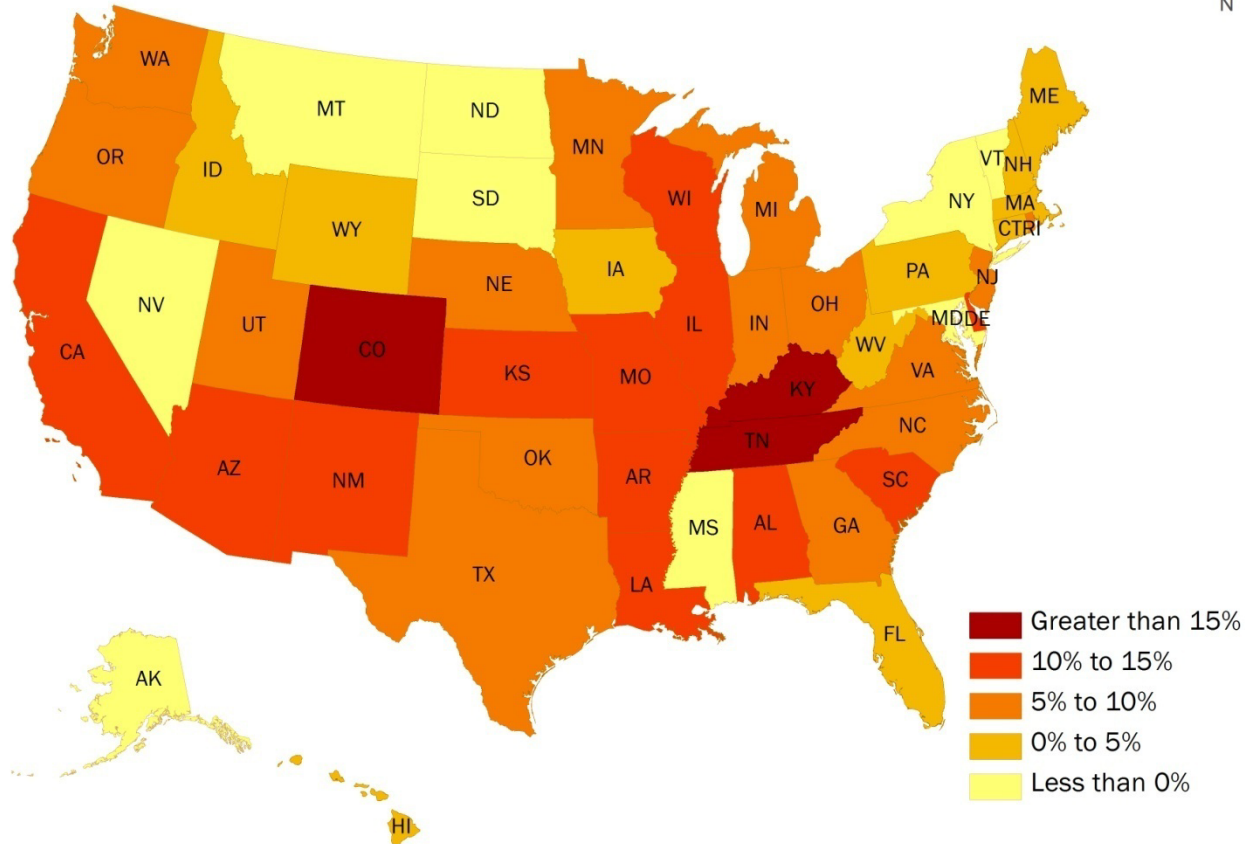 N
WA
MT
ND
MN
ME
OR
ID
SD
WI
MI
VT
NH
NY
MA
CT
RI
WY
IA
PA
NJ
NE
NV
UT
CO
IL
IN
OH
MD
DE
WV
VA
CA
KS
MO
KY
NC
TN
AZ
NM
OK
AR
SC
MS
AL
GA
TX
LA
FL
AK
HI
Greater than 15%
10% to 15%
5% to 10%
0% to 5%
Less than 0%